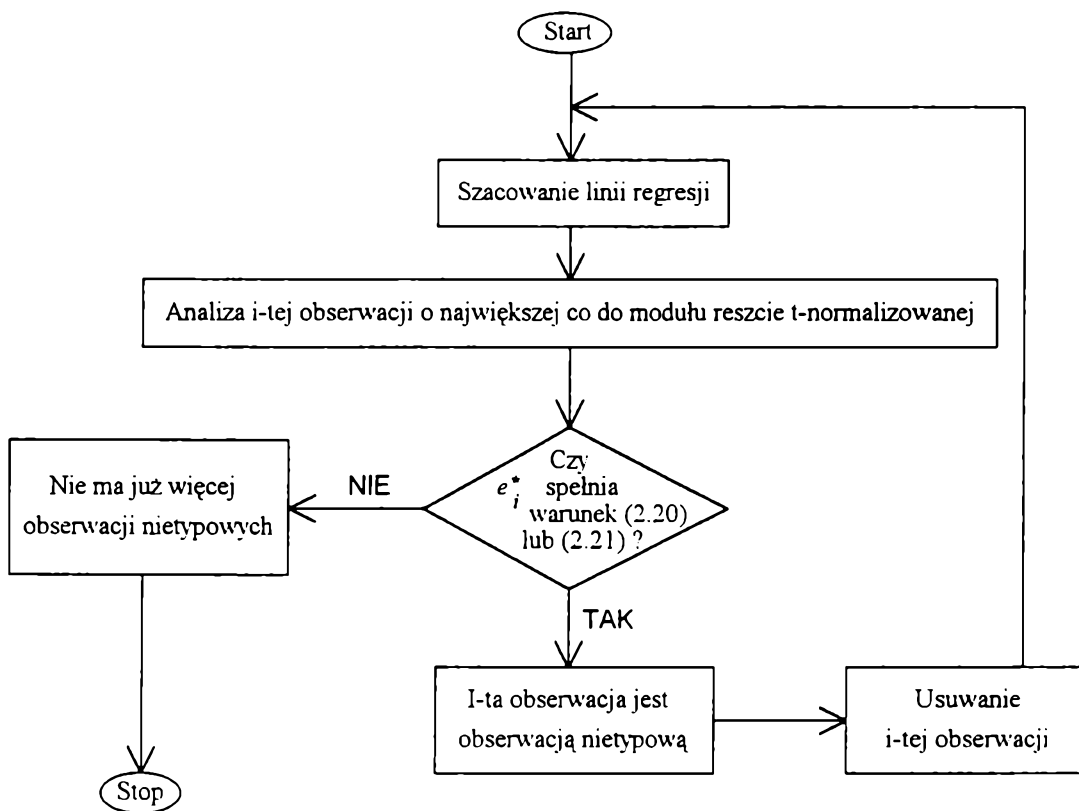 Start
Szacowanie linii regresji
Analiza i-tej obserwacji o największej co do modułu reszcie t-normalizowanej
Czy
e*i spełnia
warunek (2.20)
lub (2.21) ?
NIE
Nie ma już więcej
obserwacji nietypowych
TAK
I-ta obserwacja jest
obserwacją nietypową
Usuwanie
i-tej obserwacji
Stop